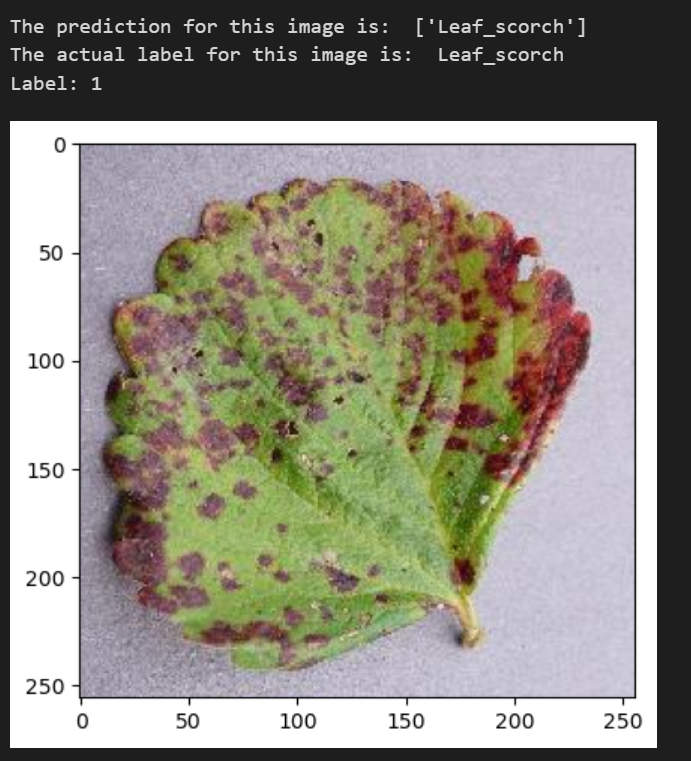 The prediction for this image is:  ['Leaf_scorch']
The actual label for this image is:  Leaf_scorch
Label: 1
0
50
100
150
200
250
0 50 100 150 200 250